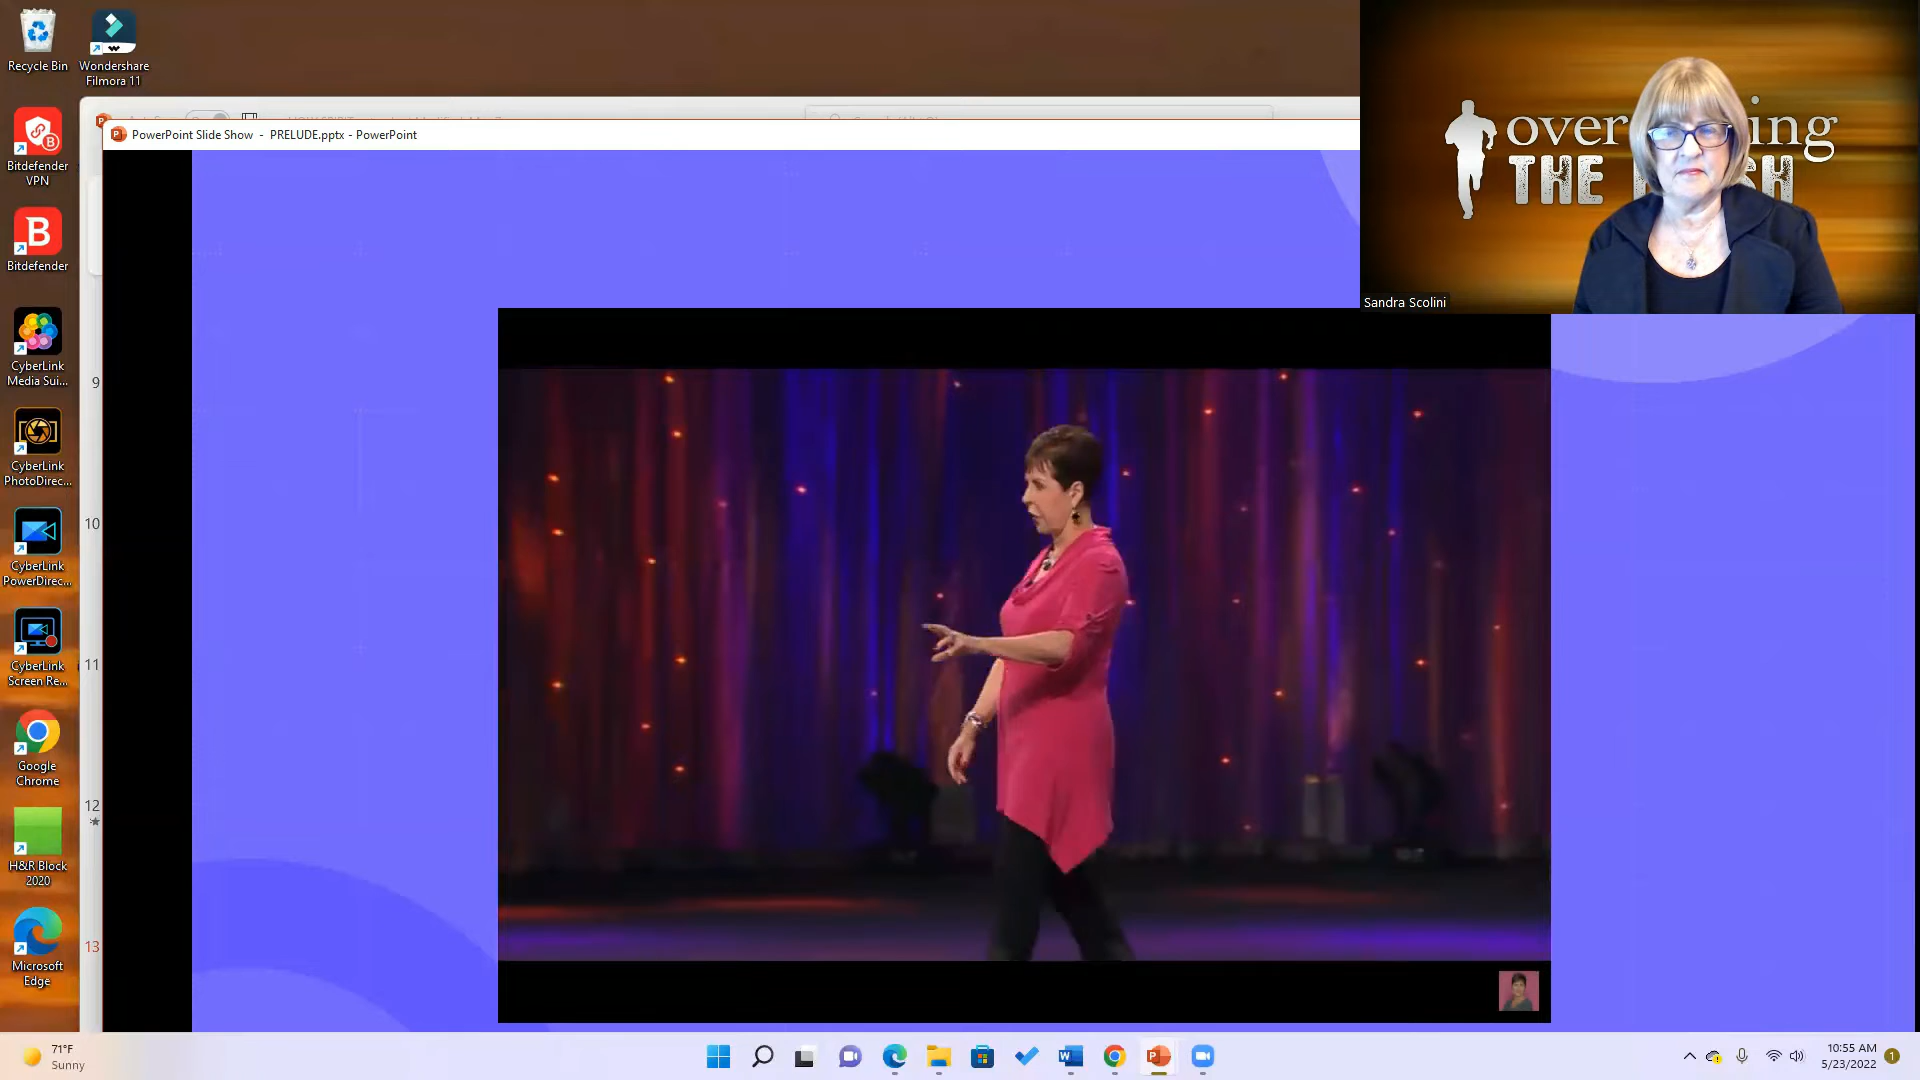 Recycle Bin
Wondershare
Filmora 11
Bitdefender
VPN
Bitdefender
CyberLink
Media Sui...
CyberLink
PhotoDirec...
CyberLink
PowerDirec...
CyberLink
Screen Re...
Google
Chrome
H&R Block
2020
Microsoft
Edge
PowerPoint Slide Show - PRELUDE.pptx - PowerPoint
9
10
11
12
13
over ing
THE SH
Sandra Scolini
71°F
Sunny
10:55 AM
5/23/2022
1